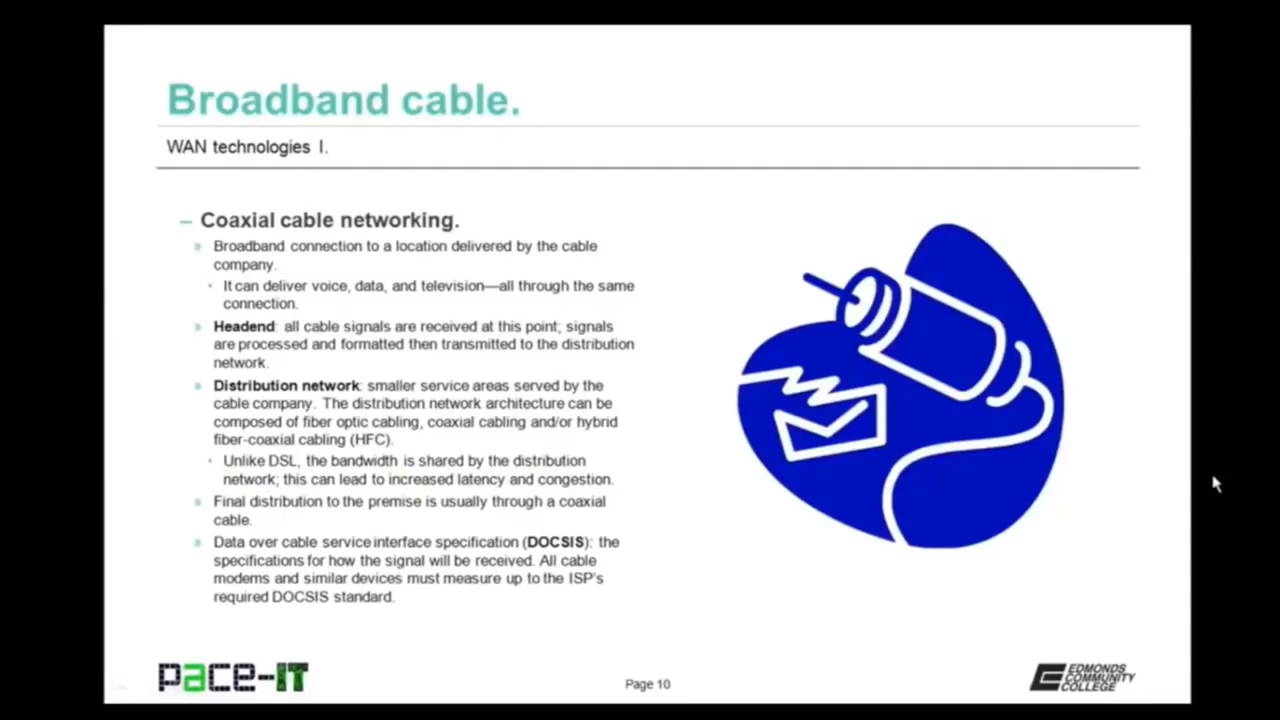 Broadband cable.
WAN technologies I.
– Coaxial cable networking.
» Broadband connection to a location delivered by the cable
company.
• It can deliver voice, data, and television—all through the same
connection.
» Headend: all cable signals are received at this point; signals
are processed and formatted then transmitted to the distribution
network.
» Distribution network: smaller service areas served by the
cable company. The distribution network architecture can be
composed of fiber optic cabling, coaxial cabling and/or hybrid
fiber-coaxial cabling (HFC).
• Unlike DSL, the bandwidth is shared by the distribution
network; this can lead to increased latency and congestion.
» Final distribution to the premise is usually through a coaxial
cable.
» Data over cable service interface specification (DOCSIS): the
specifications for how the signal will be received. All cable
modems and similar devices must measure up to the ISP's
required DOCSIS standard.
pace-IT
Page 10
EDMONDS
COMMUNITY
COLLEGE